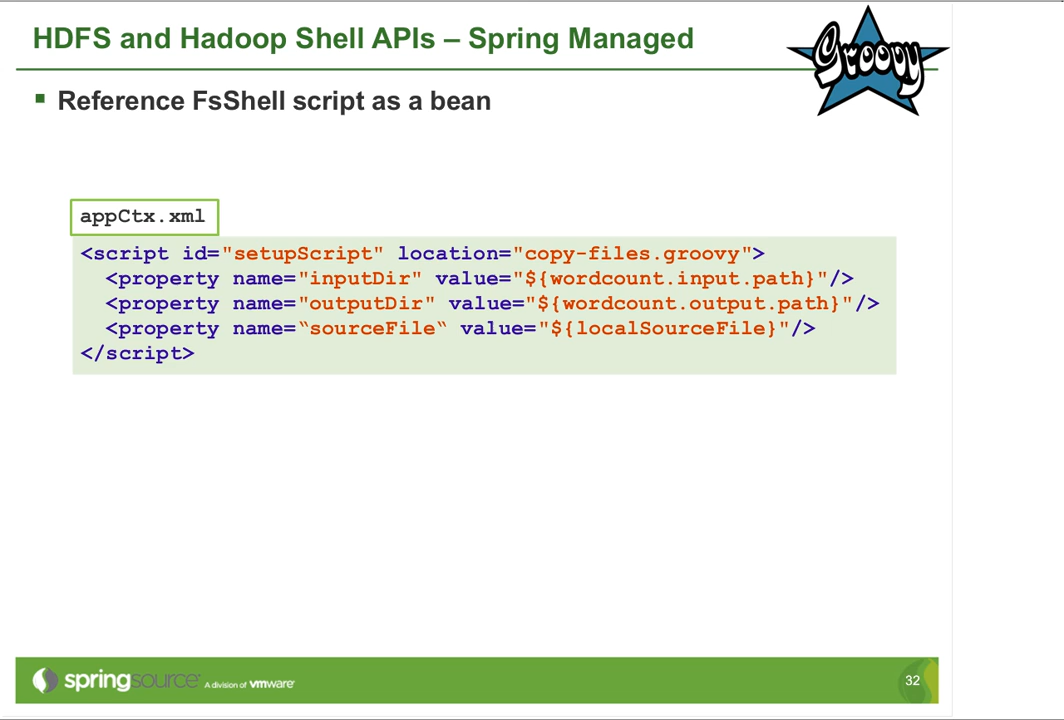 HDFS and Hadoop Shell APIs – Spring Managed
Groovy
▪ Reference FsShell script as a bean
appCtx.xml
<script id="setupScript" location="copy-files.groovy">
<property name="inputDir" value="${wordcount.input.path}"/>
<property name="outputDir" value="${wordcount.output.path}"/>
<property name=‟sourceFile‟ value="${localSourceFile}"/>
</script>
springsource A division of vmware
32